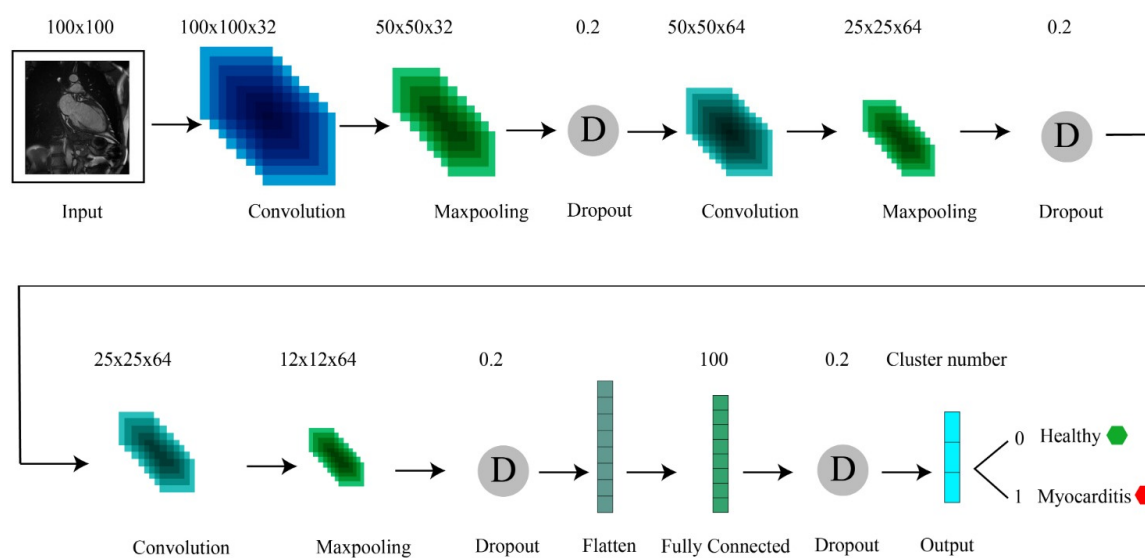 100x100 100x100x32 50x50x32 0.2 50x50x64 25x25x64 0.2
D D
Input Convolution Maxpooling Dropout Convolution Maxpooling Dropout
25x25x64 12x12x64 0.2 100 0.2 Cluster number
0 Healthy
D D
1 Myocarditis
Convolution Maxpooling Dropout Flatten Fully Connected Dropout Output